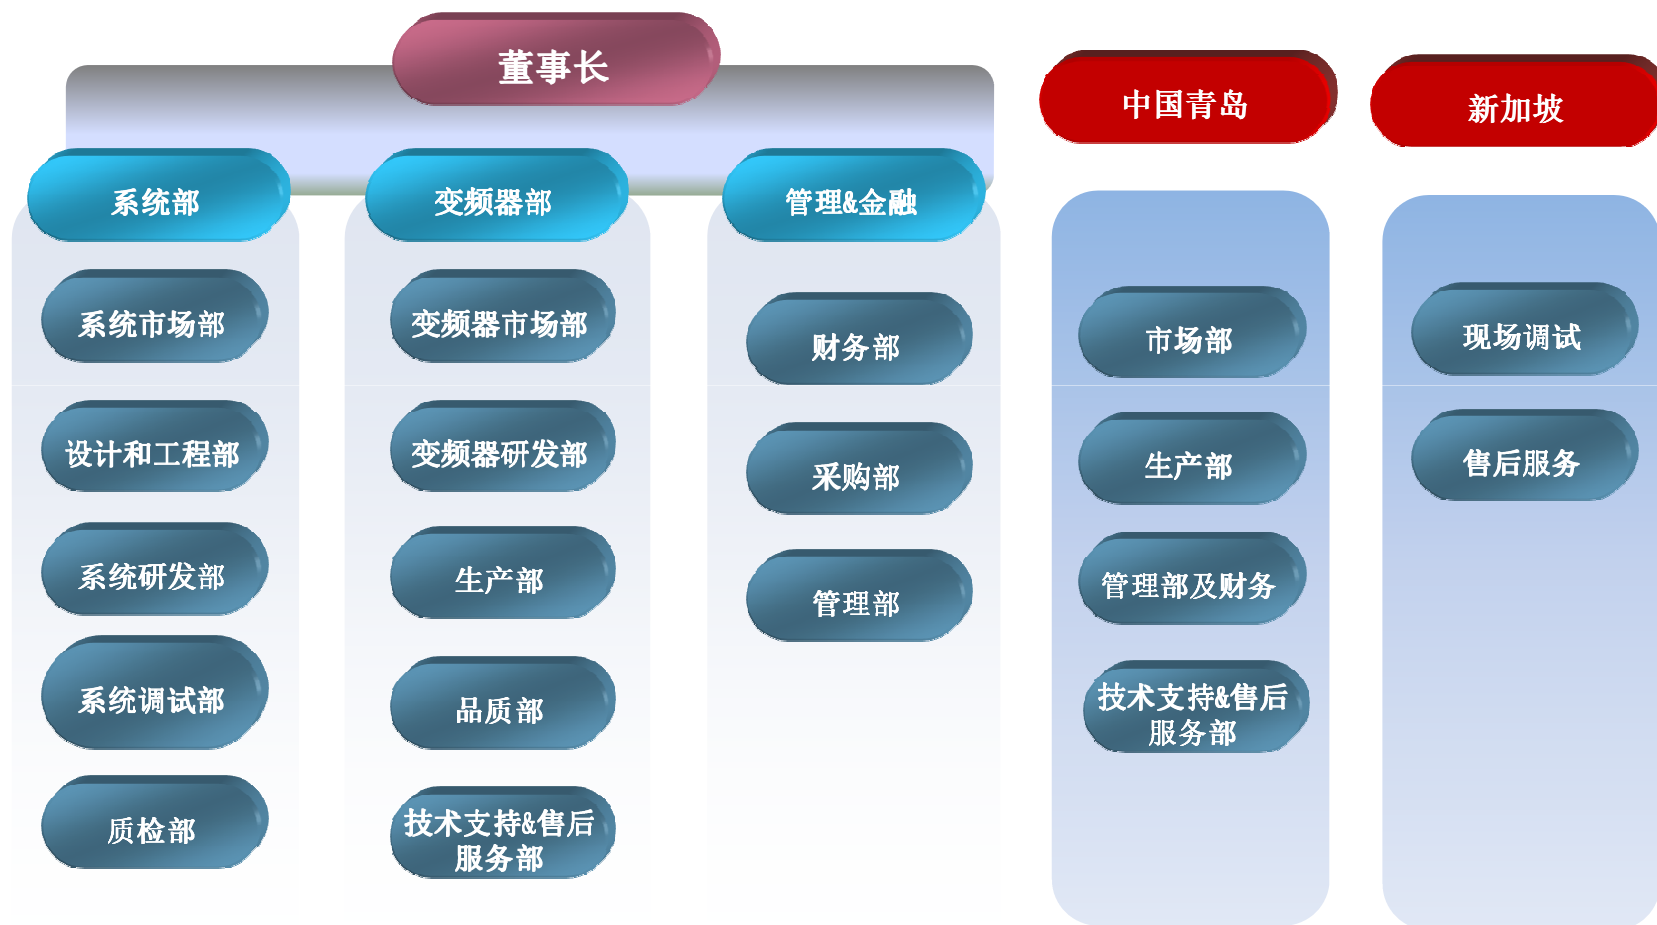 董事长
系统部
系统市场部
设计和工程部
系统研发部
系统调试部
质检部
变频器部
变频器市场部
变频器研发部
生产部
品质部
技术支持&售后
服务部
管理&金融
财务部
采购部
管理部
中国青岛
市场部
生产部
管理部及财务
技术支持&售后
服务部
新加坡
现场调试
售后服务